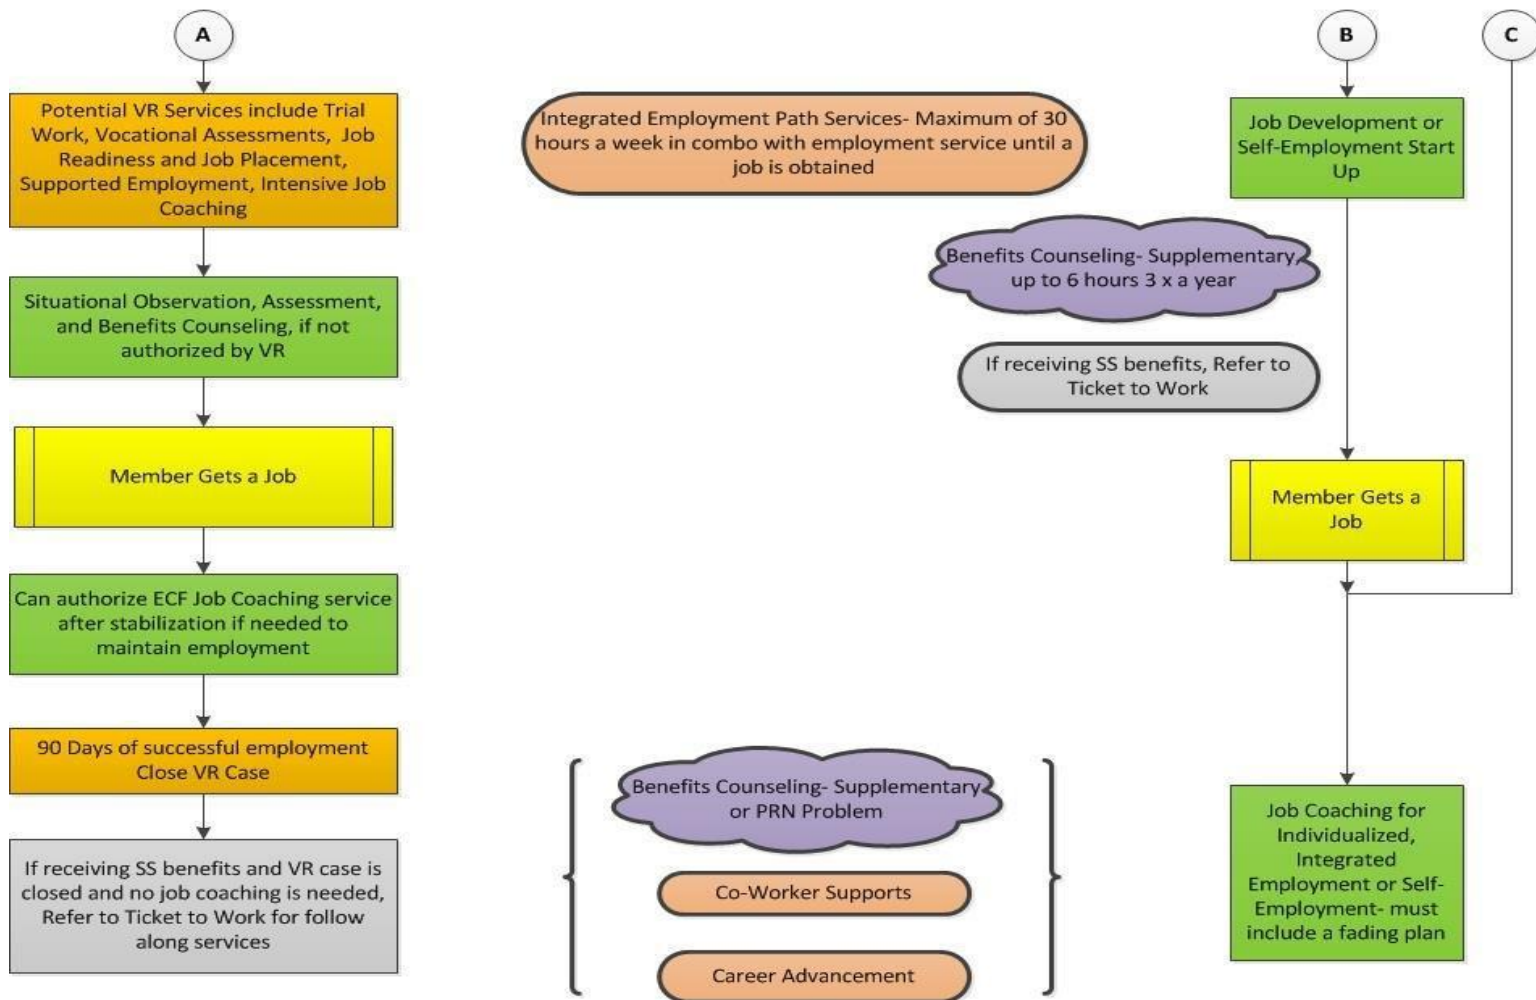 A
Potential VR Services include Trial
Work, Vocational Assessments, Job
Readiness and Job Placement,
Supported Employment, Intensive Job
Coaching
Situational Observation, Assessment,
and Benefits Counseling, if not
authorized by VR
Member Gets a Job
Can authorize ECF Job Coaching service
after stabilization if needed to
maintain employment
90 Days of successful employment
Close VR Case
If receiving SS benefits and VR case is
closed and no job coaching is needed,
Refer to Ticket to Work for follow
along services
Integrated Employment Path Services- Maximum of 30
hours a week in combo with employment service until a
job is obtained
Benefits Counseling- Supplementary,
up to 6 hours 3 x a year
If receiving SS benefits, Refer to
Ticket to Work
Benefits Counseling- Supplementary
or PRN Problem
Co-Worker Supports
Career Advancement
B
C
Job Development or
Self-Employment Start
Up
Member Gets a
Job
Job Coaching for
Individualized,
Integrated
Employment or Self-
Employment- must
include a fading plan